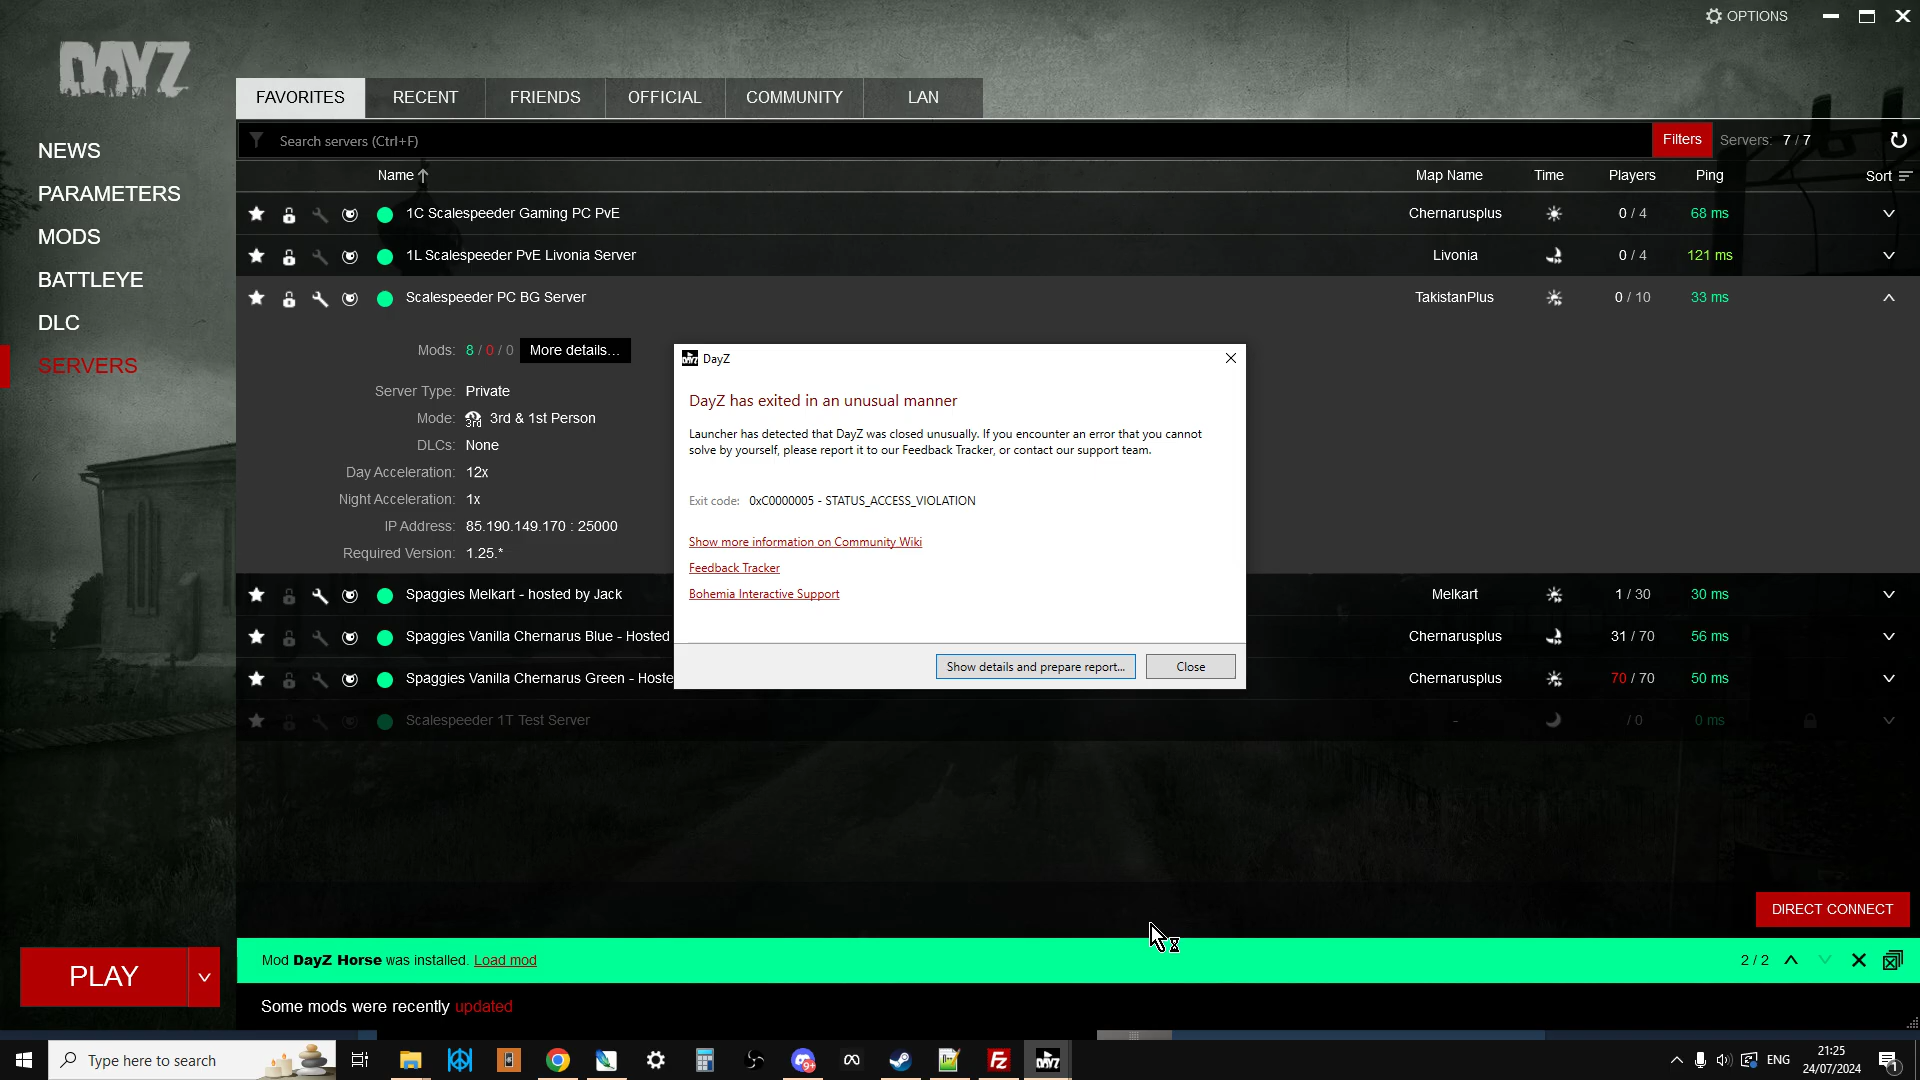 OPTIONS
DAYZ
FAVORITES RECENT FRIENDS OFFICIAL COMMUNITY LAN
Search servers (Ctrl+F) Filters Servers: 7 / 7
NEWS
PARAMETERS
MODS
BATTLEYE
DLC
SERVERS
Name Map Name Time Players Ping Sort
1C Scalespeeder Gaming PC PvE Chernarusplus 0 / 4 68 ms
1L Scalespeeder PvE Livonia Server Livonia 0 / 4 121 ms
Scalespeeder PC BG Server TakistanPlus 0 / 10 33 ms
Mods: 8 / 0 / 0 More details...
Server Type: Private
Mode: 3rd 3rd & 1st Person
DLCs: None
Day Acceleration: 12x
Night Acceleration: 1x
IP Address: 85.190.149.170 : 25000
Required Version: 1.25.*
DAYZ DayZ
DayZ has exited in an unusual manner
Launcher has detected that DayZ was closed unusually. If you encounter an error that you cannot
solve by yourself, please report it to our Feedback Tracker, or contact our support team.
Exit code: 0xC0000005 - STATUS_ACCESS_VIOLATION
Show more information on Community Wiki
Feedback Tracker
Bohemia Interactive Support
Show details and prepare report... Close
Spaggies Melkart - hosted by Jack Melkart 1 / 30 30 ms
Spaggies Vanilla Chernarus Blue - Hosted Chernarusplus 31 / 70 56 ms
Spaggies Vanilla Chernarus Green - Hoste Chernarusplus 70 / 70 50 ms
Scalespeeder 1T Test Server - / 0 0 ms
DIRECT CONNECT
PLAY
Mod DayZ Horse was installed. Load mod 2 / 2
Some mods were recently updated
Type here to search 9+ Fz DAYZ ENG 21:25
24/07/2024 1